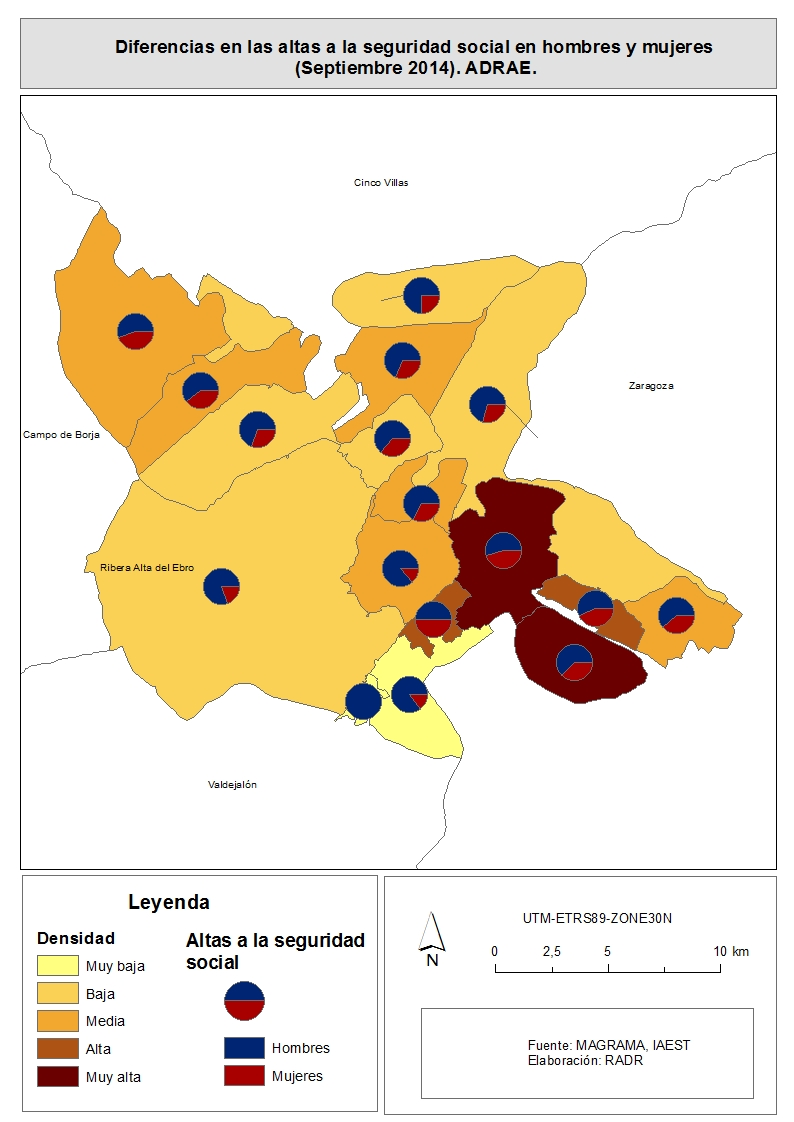 Diferencias en las altas a la seguridad social en hombres y mujeres
(Septiembre 2014). ADRAE.
Cinco Villas
Zaragoza
Campo de Borja
Ribera Alta del Ebro
Valdejalón
Leyenda
Densidad
Muy baja
Baja
Media
Alta
Muy alta
Altas a la seguridad
social
Hombres
Mujeres
UTM-ETRS89-ZONE30N
0 2,5 5 10 km
N
Fuente: MAGRAMA, IAEST
Elaboración: RADR